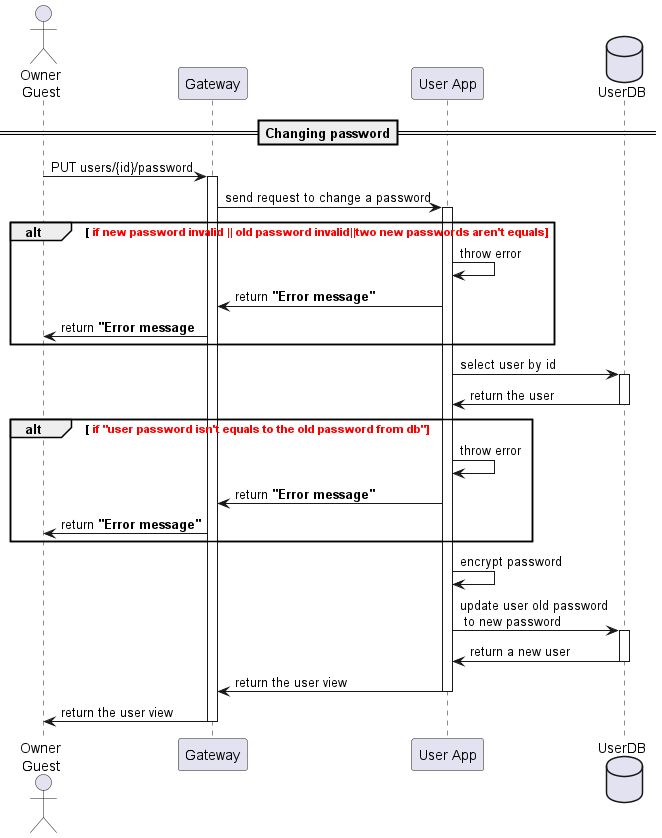 Owner
Guest
Gateway
User App
UserDB
Changing password
PUT users/{id}/password
send request to change a password
alt [ if new password invalid || old password invalid||two new passwords aren't equals]
throw error
return "Error message"
return "Error message
select user by id
return the user
alt [ if "user password isn't equals to the old password from db"]
throw error
return "Error message"
return "Error message"
encrypt password
update user old password
to new password
return a new user
return the user view
return the user view
Owner
Guest
Gateway
User App
UserDB